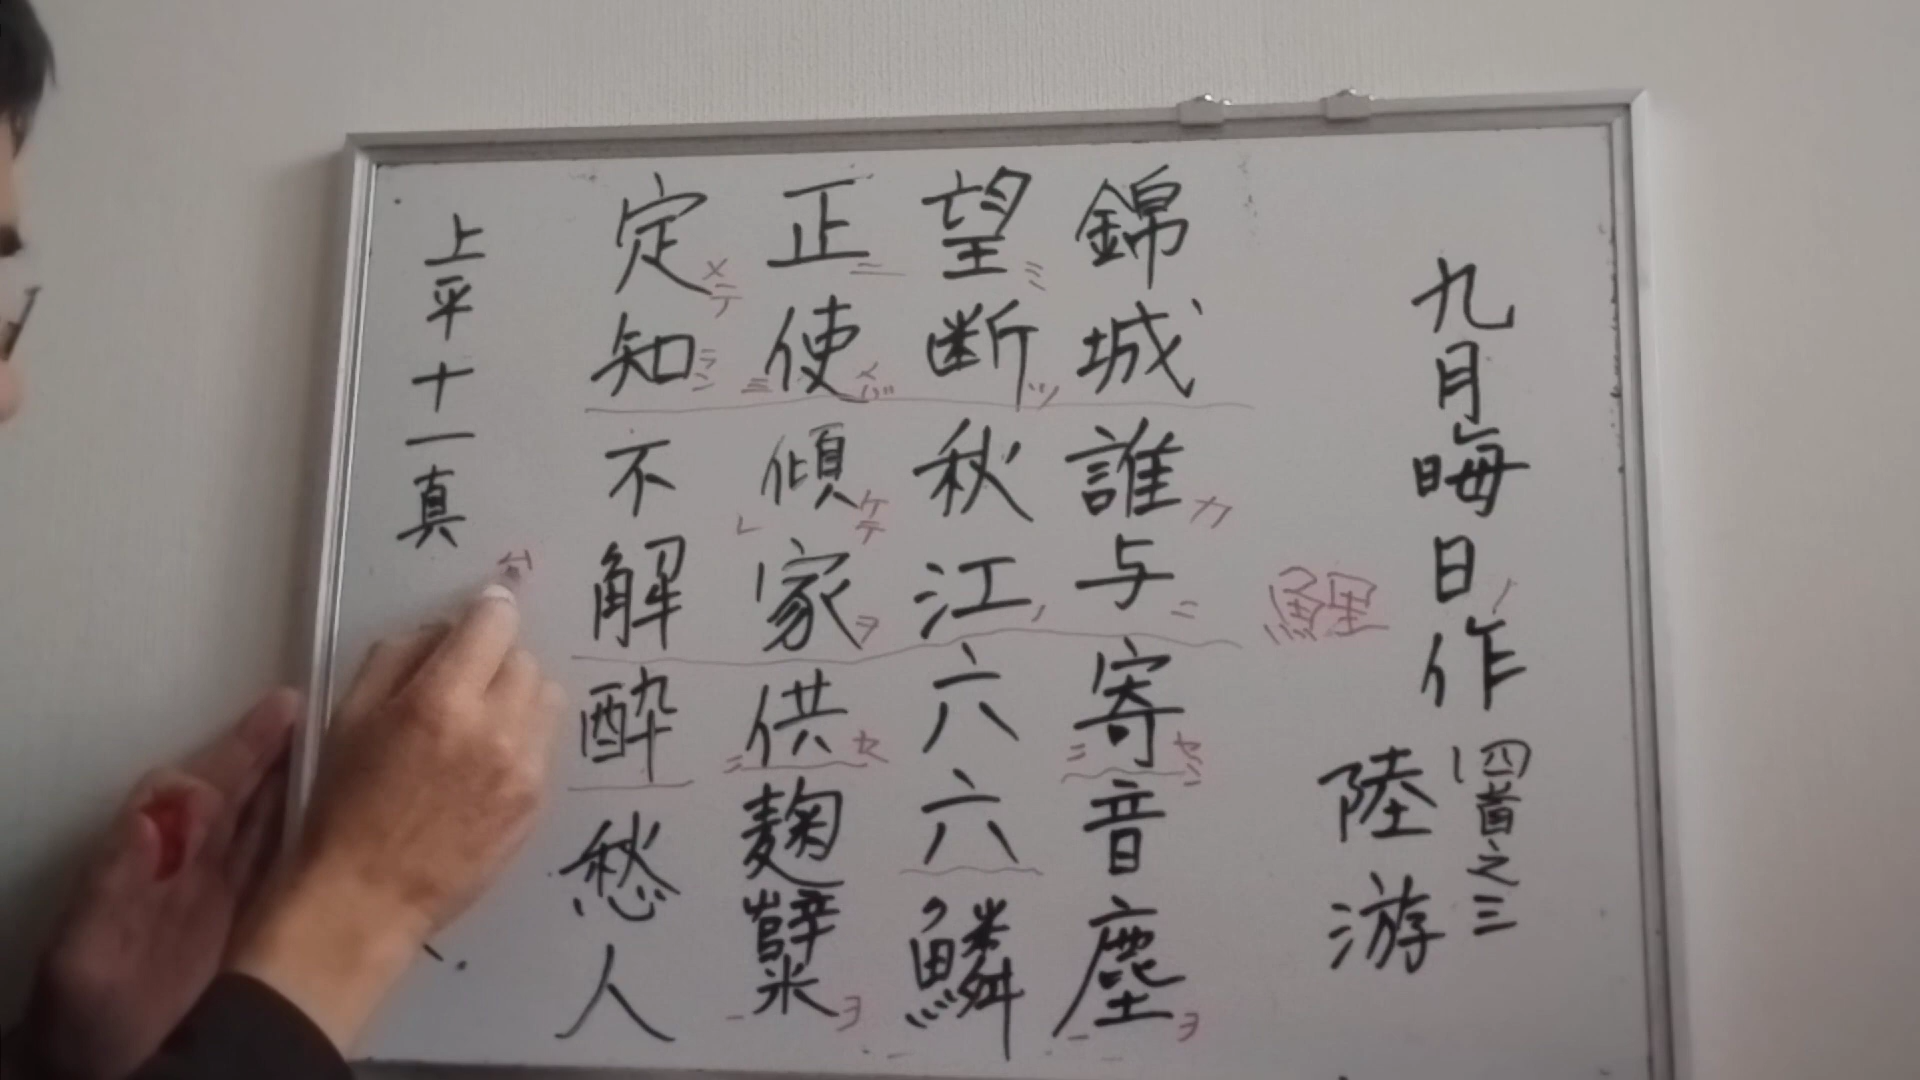 九月晦日作
(四首之三
陸游
鯉
錦城誰与寄音塵
望断秋江六六鱗
正使傾家供麹糵
定知不解酔愁人
上平十一真